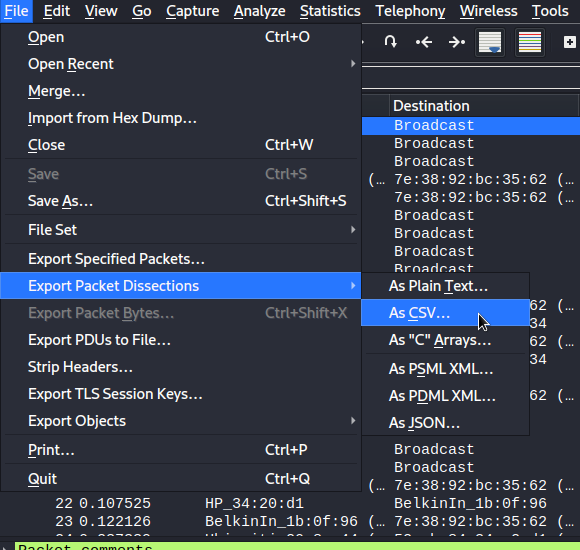 File Edit View Go Capture Analyze Statistics Telephony Wireless Tools
Open Ctrl+O
Open Recent
Merge...
Import from Hex Dump...
Close Ctrl+W
Save Ctrl+S
Save As... Ctrl+Shift+S
File Set
Export Specified Packets...
Export Packet Dissections
Export Packet Bytes... Ctrl+Shift+X
Export PDUs to File...
Strip Headers...
Export TLS Session Keys...
Export Objects
Print... Ctrl+P
Quit Ctrl+Q
As Plain Text...
As CSV...
As "C" Arrays...
As PSML XML...
As PDML XML...
As JSON...
Destination
Broadcast
Broadcast
Broadcast
(… 7e:38:92:bc:35:62 (…
7e:38:92:bc:35:62 (…
Broadcast
Broadcast
Broadcast
Broadcast
62 (…
34
62 (…
34
62 (…
Broadcast
Broadcast
(… 7e:38:92:bc:35:62 (…
22 0.107525 HP_34:20:d1 BelkinIn_1b:0f:96
23 0.122126 BelkinIn_1b:0f:96 (… 7e:38:92:bc:35:62 (…
Packet comments